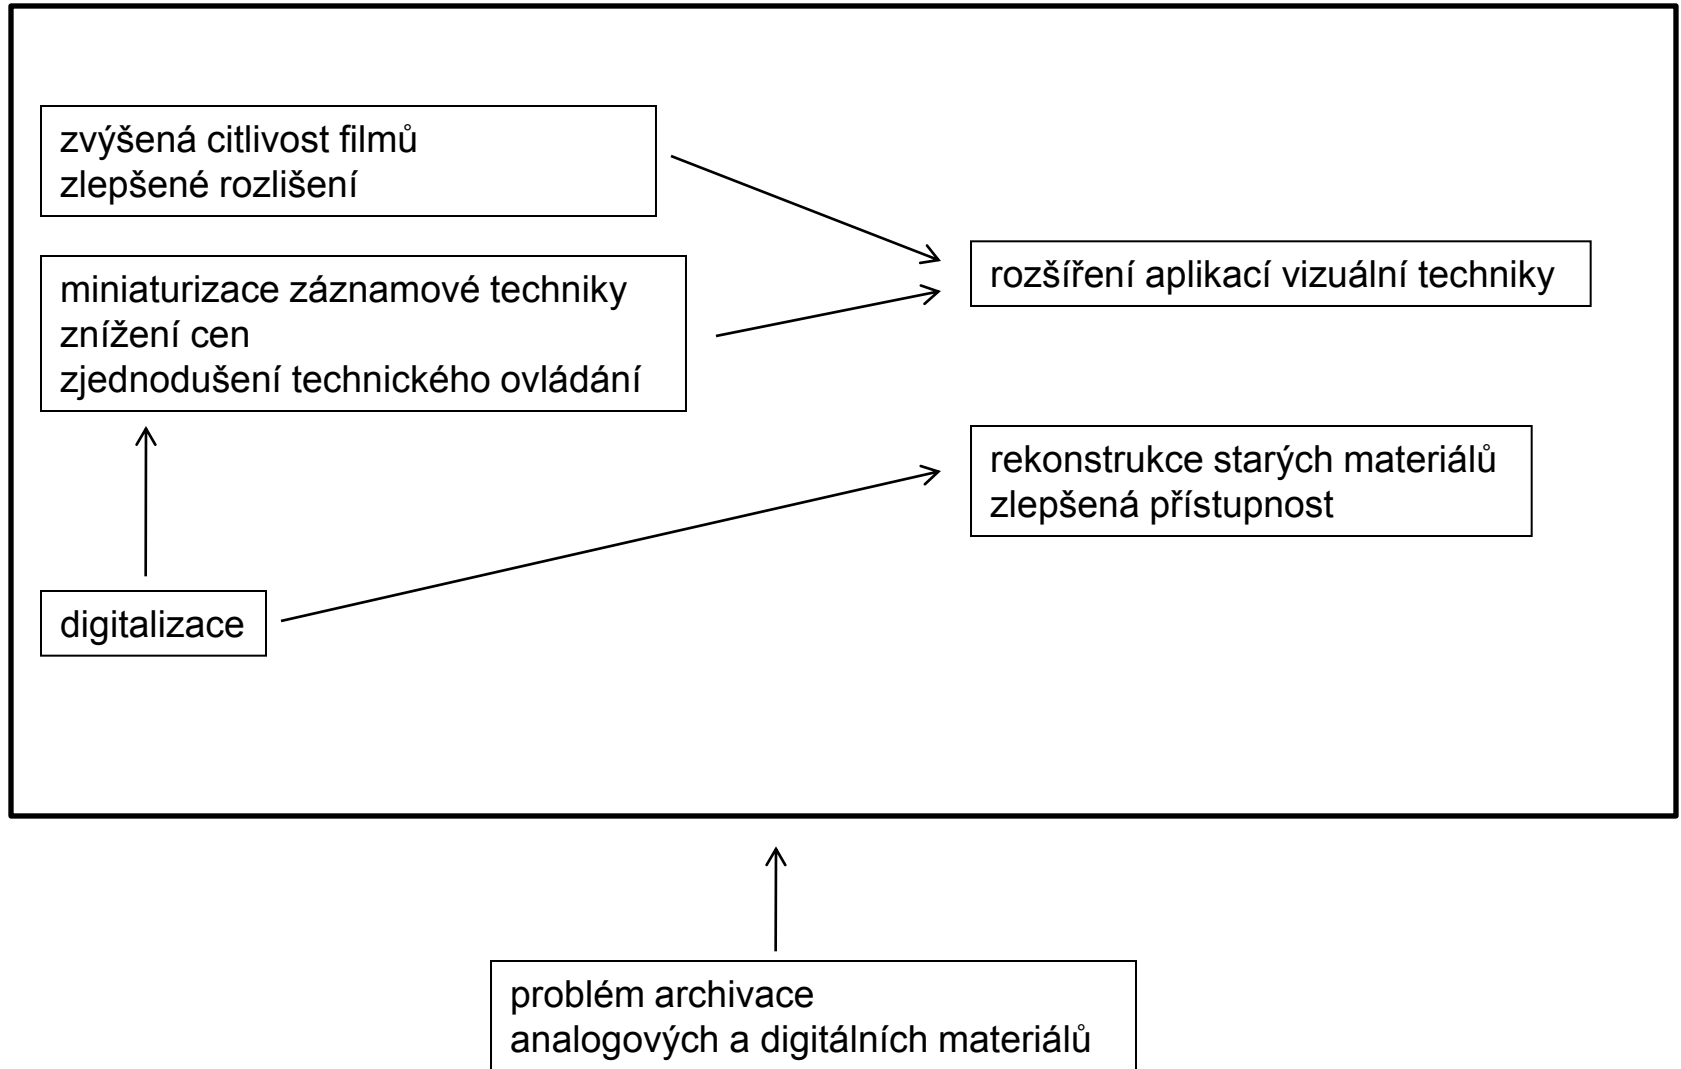 zvýšená citlivost filmů
zlepšené rozlišení
miniaturizace záznamové techniky
znížení cen
zjednodušení technického ovládání
rozšíření aplikací vizuální techniky
rekonstrukce starých materiálů
zlepšená přístupnost
digitalizace
problém archivace
analogových a digitálních materiálů